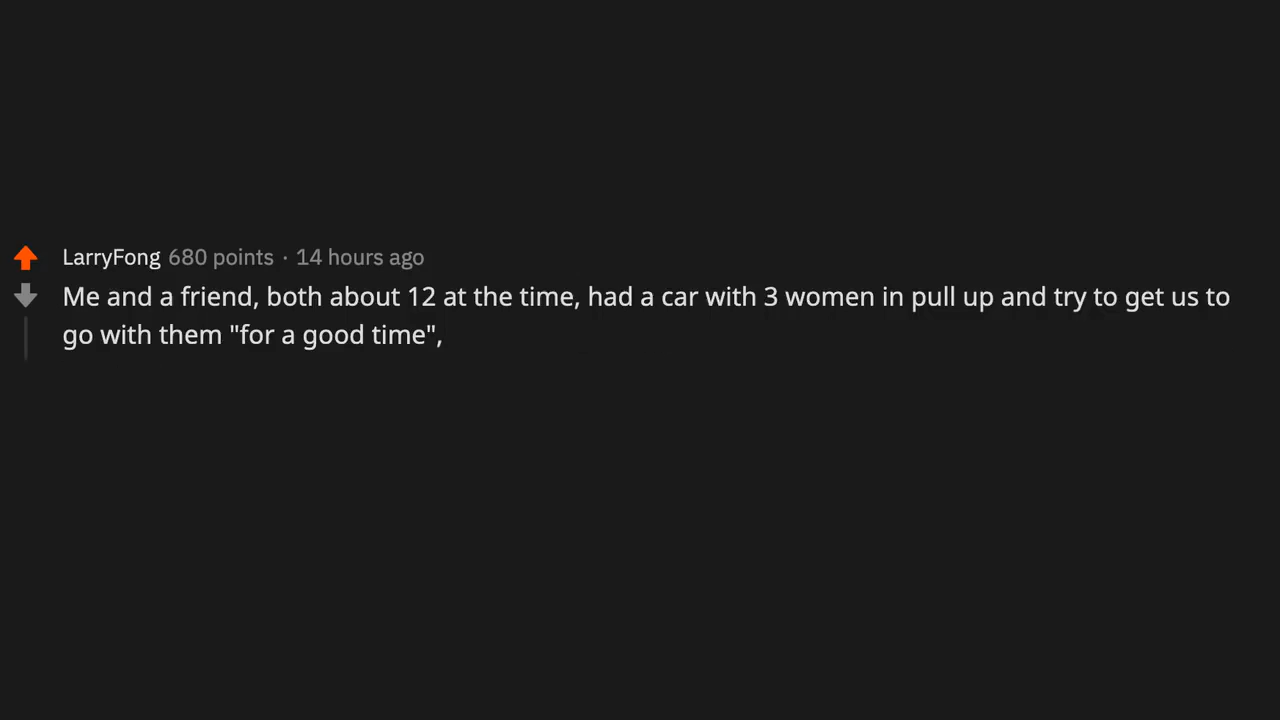 LarryFong 680 points · 14 hours ago
Me and a friend, both about 12 at the time, had a car with 3 women in pull up and try to get us to
go with them "for a good time",